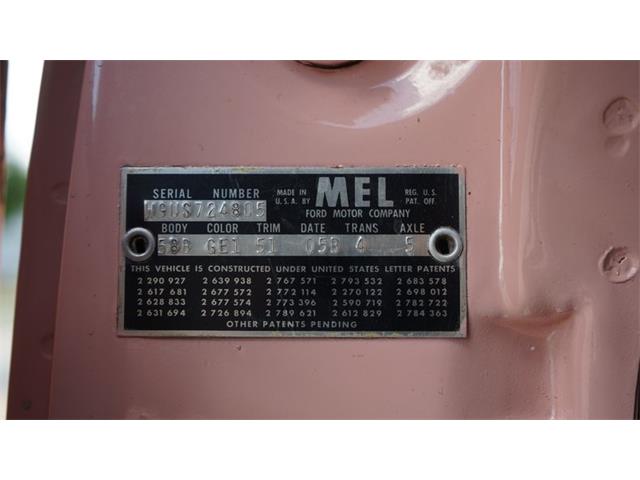 SERIAL NUMBER MADE IN U.S.A. BY MEL REG. U.S. PAT. OFF.
W9US724805 FORD MOTOR COMPANY
BODY COLOR TRIM DATE TRANS AXLE
GE1 51 05B 4 5
THIS VEHICLE IS CONSTRUCTED UNDER UNITED STATES LETTER PATENTS
2 290 927 2 639 938 2 767 571 2 793 532 2 683 578
2 617 681 2 677 572 2 772 114 2 270 122 2 698 012
2 628 833 2 677 574 2 773 396 2 590 719 2 782 722
2 631 694 2 726 894 2 789 621 2 612 829 2 784 363
OTHER PATENTS PENDING